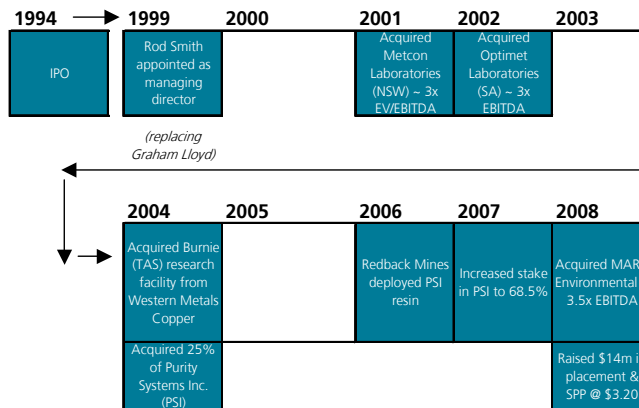 1994
1999
2000
2001
2002
2003
IPO
Rod Smith
appointed as
managing
director
Acquired
Metcon
Laboratories
(NSW) ~ 3x
EV/EBITDA
Acquired
Optimet
Laboratories
(SA) ~ 3x
EBITDA
(replacing
Graham Lloyd)
2004
2005
2006
2007
2008
Acquired Burnie
(TAS) research
facility from
Western Metals
Copper
Redback Mines
deployed PSI
resin
Increased stake
in PSI to 68.5%
Acquired MAR
Environmental
3.5x EBITDA
Acquired 25%
of Purity
Systems Inc.
(PSI)
Raised $14m i
placement &
SPP @ $3.20